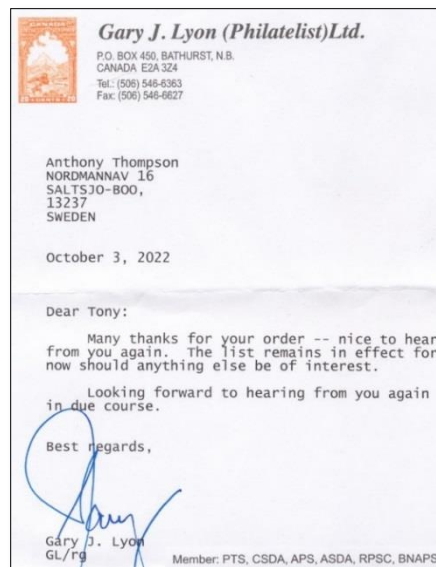 CANADA
Gary J. Lyon (Philatelist)Ltd.
P.O. BOX 450, BATHURST, N.B.
CANADA E2A 3Z4
Tel.: (506) 546-6363
Fax: (506) 546-6627
Anthony Thompson
NORDMANNAV 16
SALTSJO-BOO,
13237
SWEDEN
October 3, 2022
Dear Tony:
Many thanks for your order -- nice to hear
from you again. The list remains in effect for
now should anything else be of interest.
Looking forward to hearing from you again
in due course.
Best regards,
Gary
Gary J. Lyon
GL/rg
Member: PTS, CSDA, APS, ASDA, RPSC, BNAPS